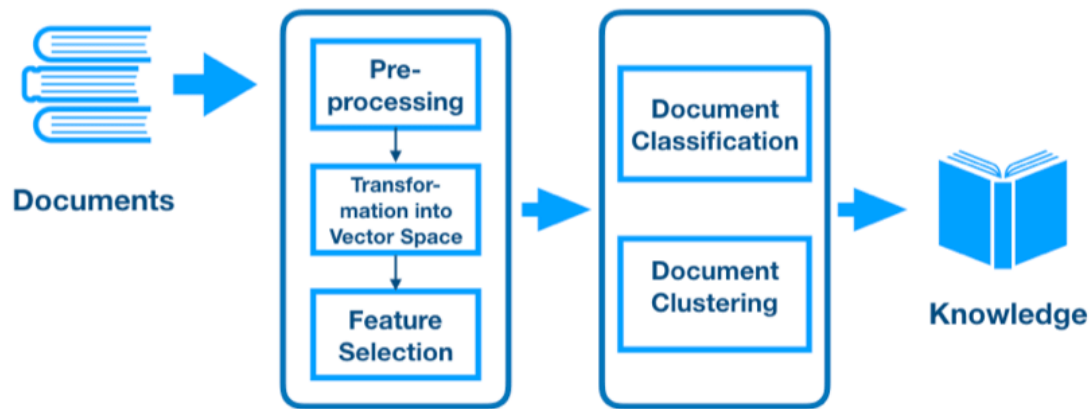 Documents
Pre-
processing
Transfor-
mation into
Vector Space
Feature
Selection
Document
Classification
Document
Clustering
Knowledge